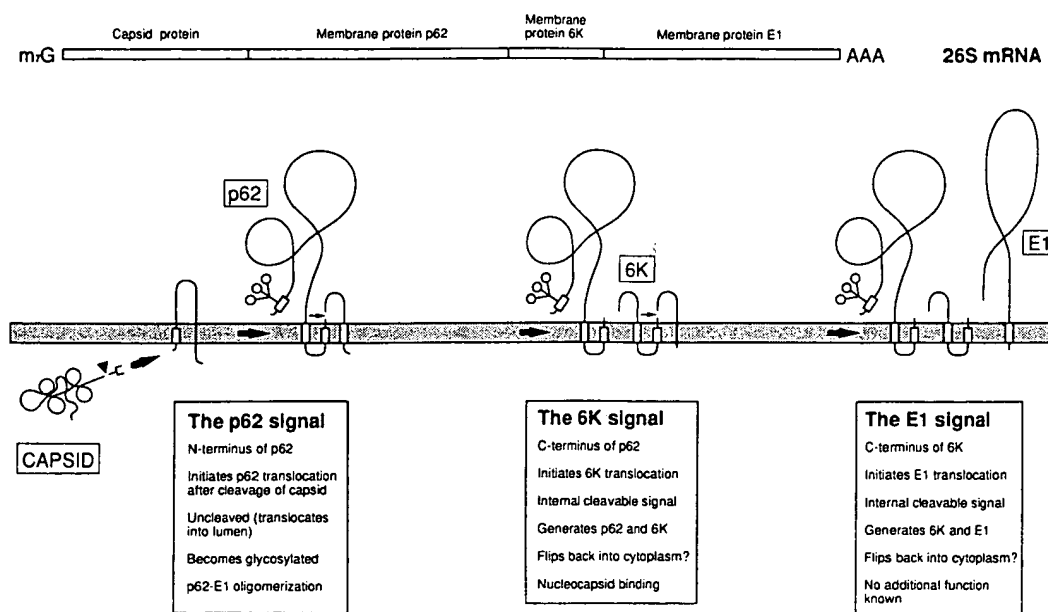 Capsid protein
Membrane protein p62
Membrane
protein 6K
Membrane protein E1
m7G
AAA
26S mRNA
p62
6K
E1
CAPSID
The p62 signal
N-terminus of p62
Initiates p62 translocation
after cleavage of capsid
Uncleaved (translocates
into lumen)
Becomes glycosylated
p62-E1 oligomerization
The 6K signal
C-terminus of p62
Initiates 6K translocation
Internal cleavable signal
Generates p62 and 6K
Flips back into cytoplasm?
Nucleocapsid binding
The E1 signal
C-terminus of 6K
Initiates E1 translocation
Internal cleavable signal
Generates 6K and E1
Flips back into cytoplasm?
No additional function
known